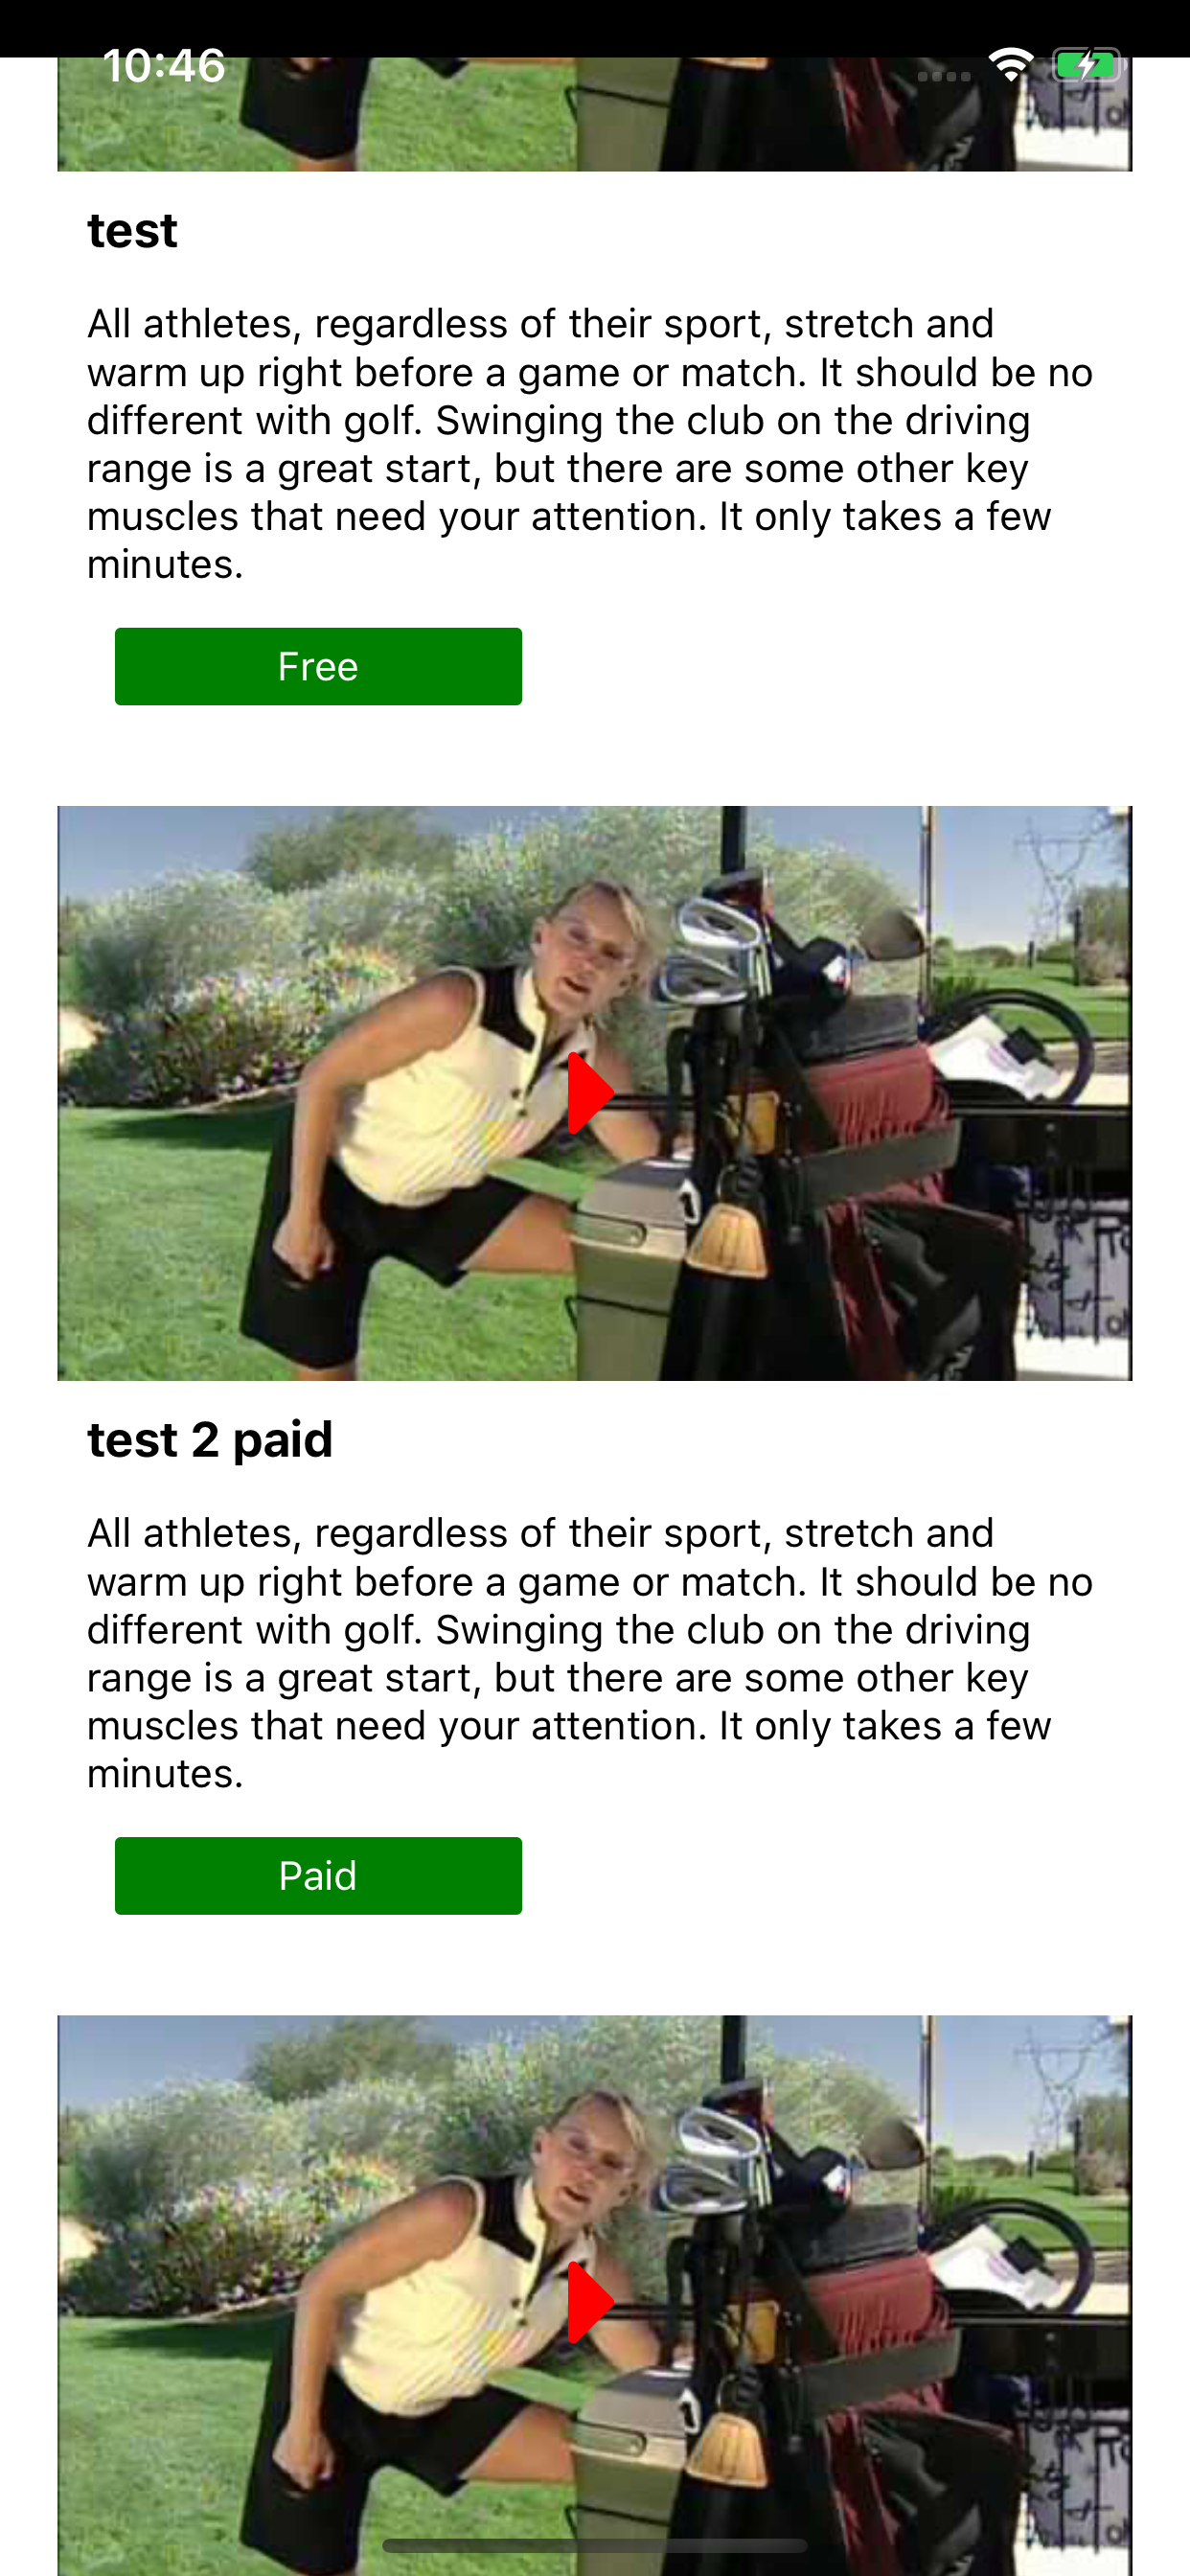 10:46
test
All athletes, regardless of their sport, stretch and
warm up right before a game or match. It should be no
different with golf. Swinging the club on the driving
range is a great start, but there are some other key
muscles that need your attention. It only takes a few
minutes.
Free
test 2 paid
All athletes, regardless of their sport, stretch and
warm up right before a game or match. It should be no
different with golf. Swinging the club on the driving
range is a great start, but there are some other key
muscles that need your attention. It only takes a few
minutes.
Paid